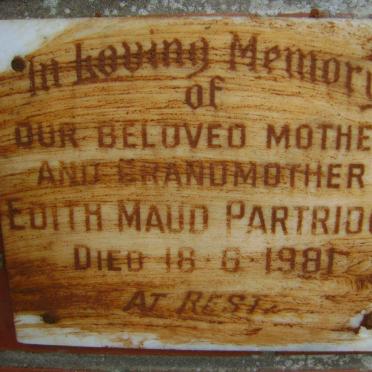 In Loving Memory
of
OUR BELOVED MOTHE
AND GRANDMOTHER
EDITH MAUD PARTRIDG
DIED 18·6·1981
AT REST